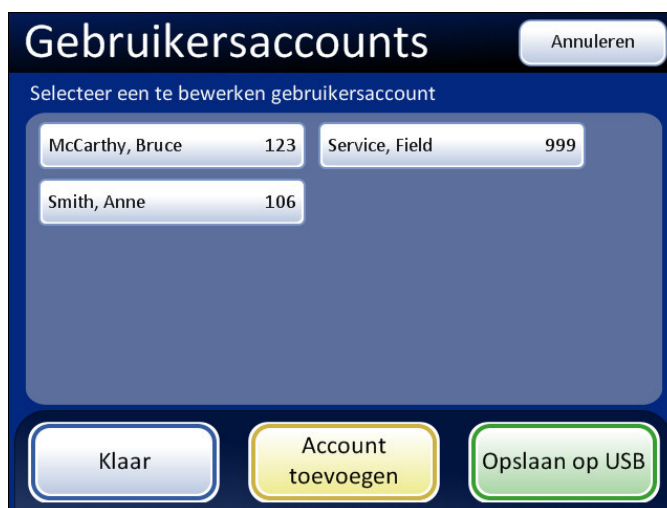 Gebruikersaccounts
Annuleren
Selecteer een te bewerken gebruikersaccount
McCarthy, Bruce 123
Service, Field 999
Smith, Anne 106
Klaar
Account
toevoegen
Opslaan op USB